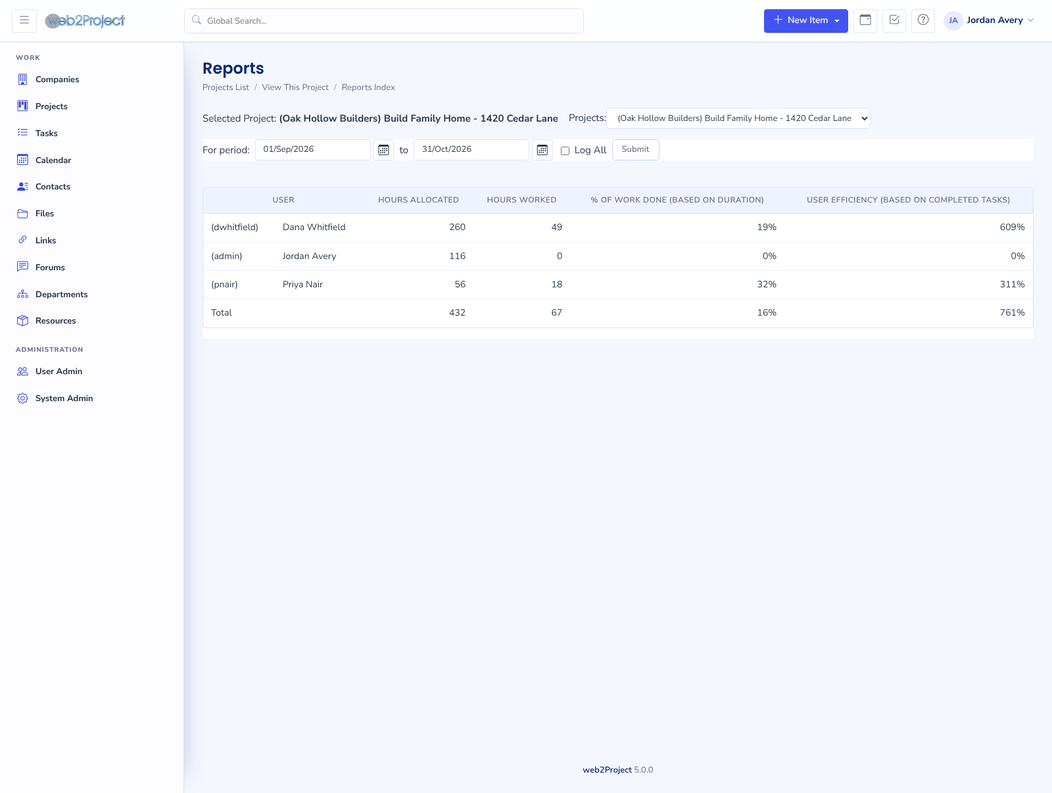 web2Project
Global Search...
New Item
JA
Jordan Avery
WORK
Companies
Projects
Tasks
Calendar
Contacts
Files
Links
Forums
Departments
Resources
ADMINISTRATION
User Admin
System Admin
Reports
Projects List / View This Project / Reports Index
Selected Project: (Oak Hollow Builders) Build Family Home - 1420 Cedar Lane Projects: (Oak Hollow Builders) Build Family Home - 1420 Cedar Lane
For period: 01/Sep/2026 to 31/Oct/2026 Log All Submit
USER HOURS ALLOCATED HOURS WORKED % OF WORK DONE (BASED ON DURATION) USER EFFICIENCY (BASED ON COMPLETED TASKS)
(dwhitfield) Dana Whitfield 260 49 19% 609%
(admin) Jordan Avery 116 0 0% 0%
(pnair) Priya Nair 56 18 32% 311%
Total 432 67 16% 761%
web2Project 5.0.0